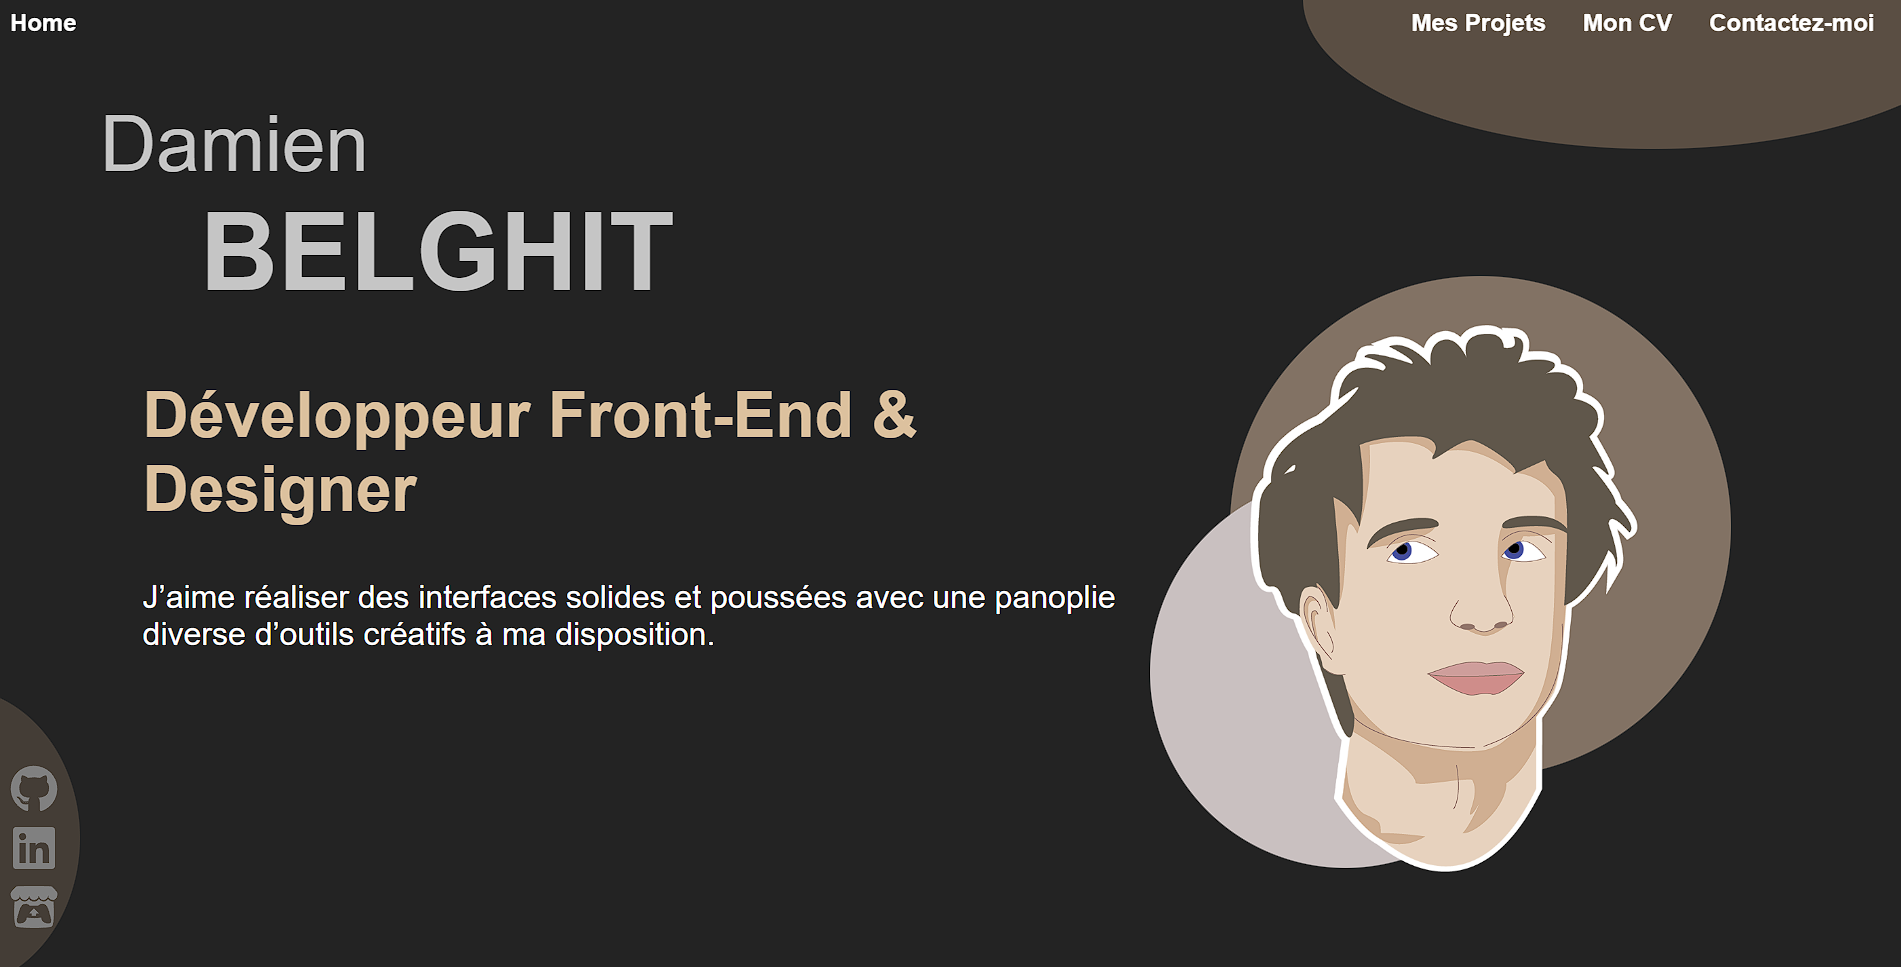 Home
Mes Projets
Mon CV
Contactez-moi
Damien
BELGHIT
Développeur Front-End &
Designer
J’aime réaliser des interfaces solides et poussées avec une panoplie
diverse d’outils créatifs à ma disposition.
in